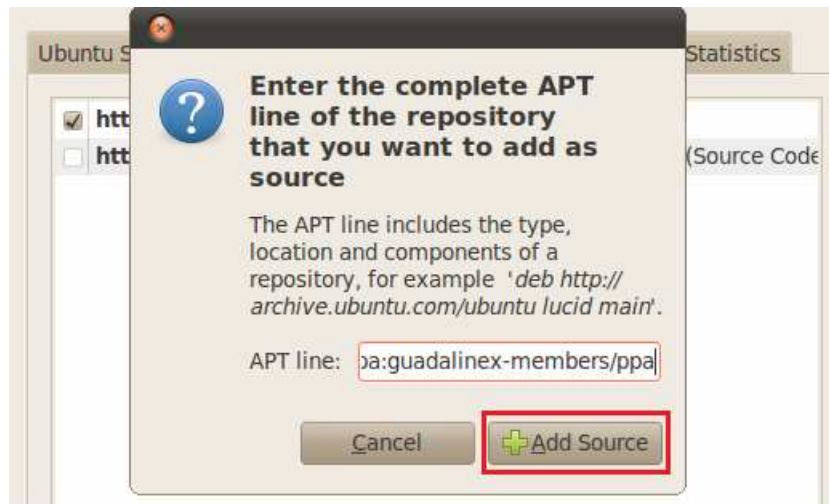 Ubuntu S
Statistics
Enter the complete APT
line of the repository
that you want to add as
source
htt
htt
(Source Code
The APT line includes the type,
location and components of a
repository, for example 'deb http://
archive.ubuntu.com/ubuntu lucid main'.
APT line: pa:guadalinex-members/ppa
Cancel
Add Source